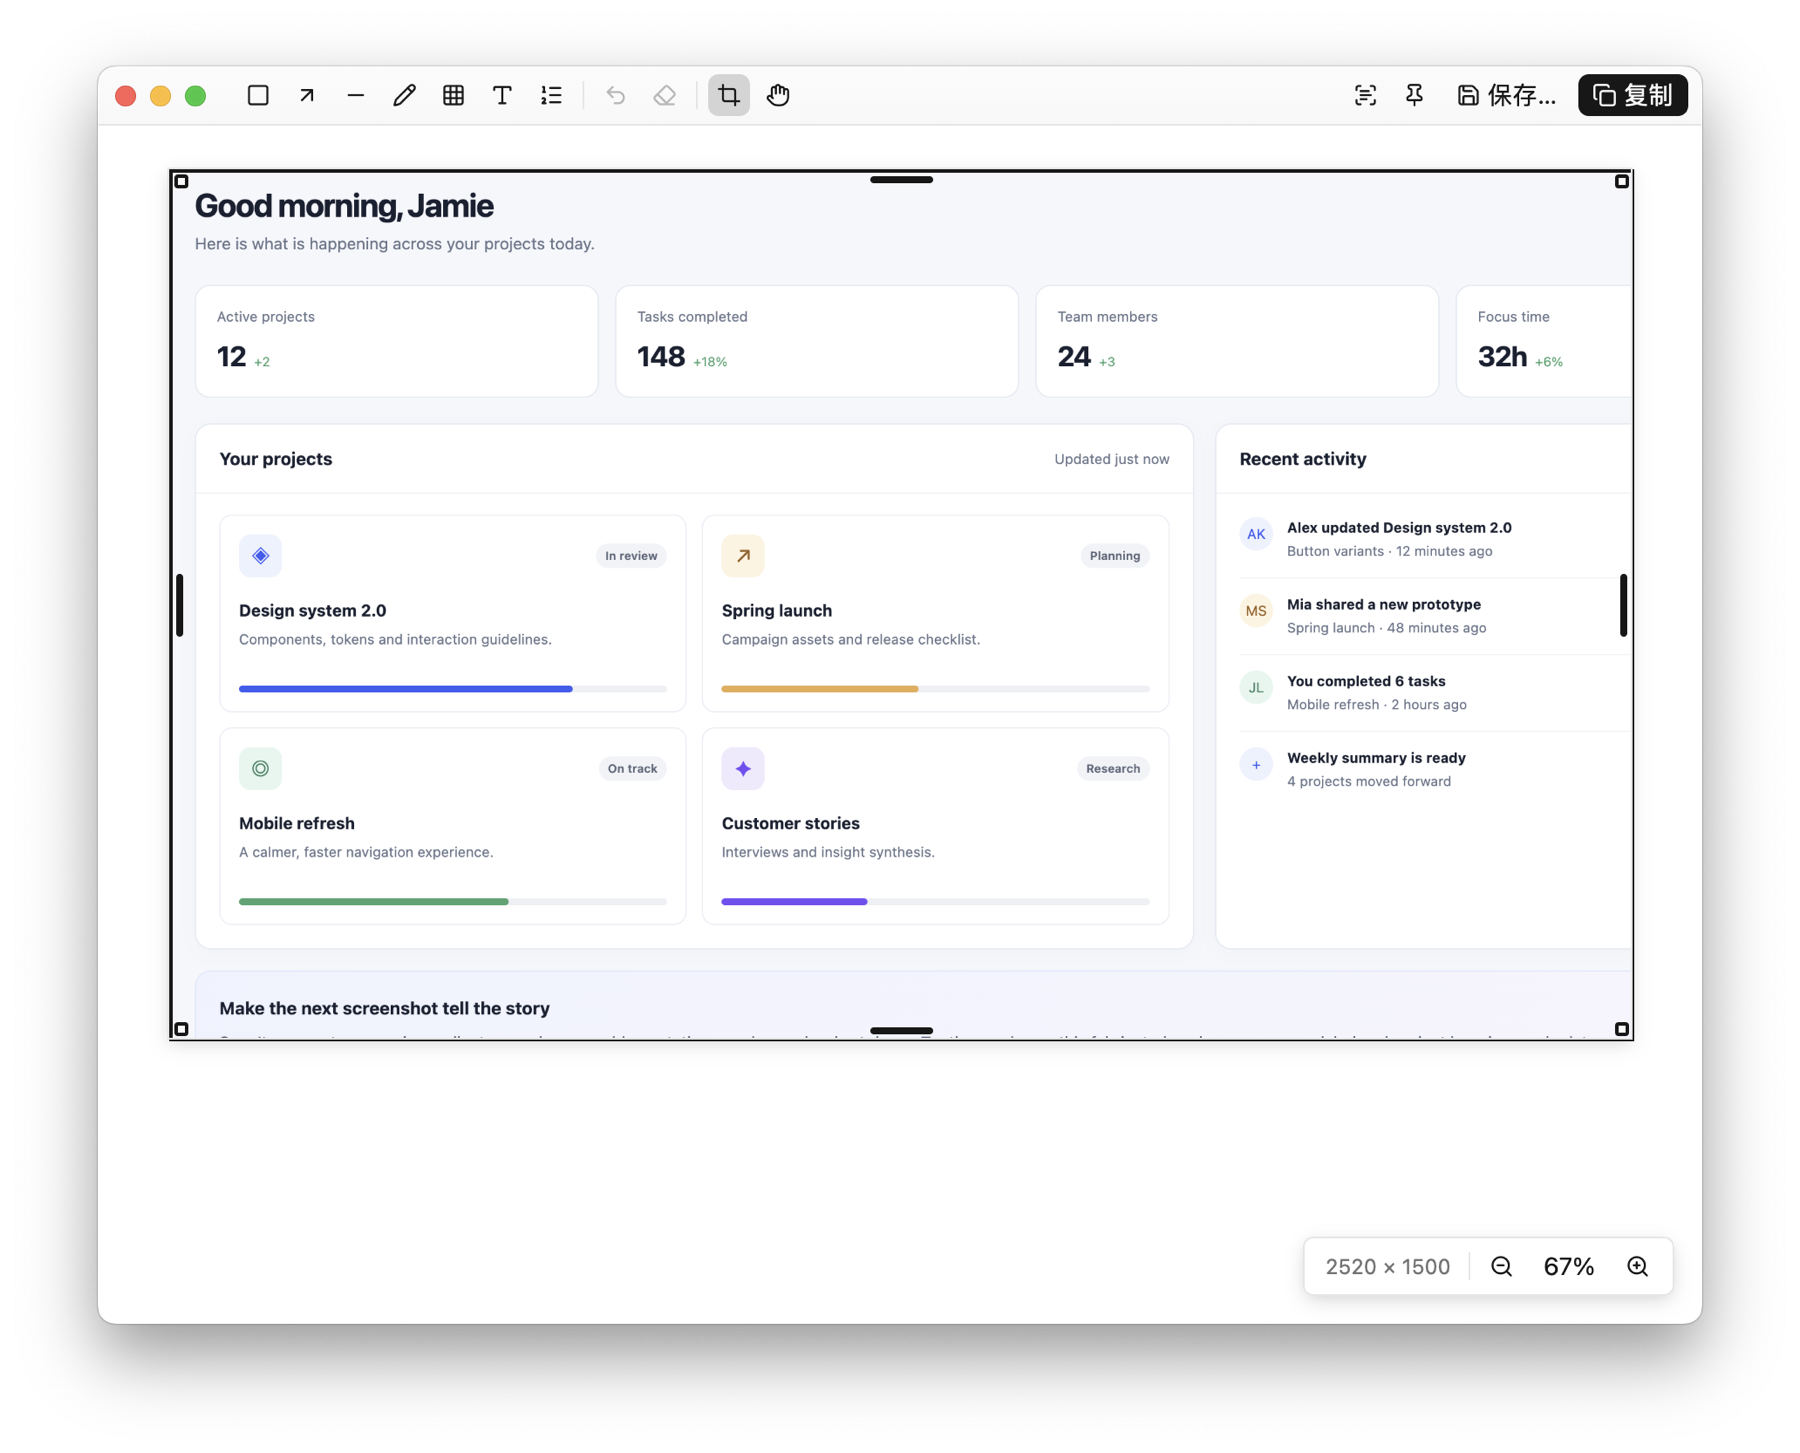 保存...
复制
Good morning, Jamie
Here is what is happening across your projects today.
Active projects
12 +2
Tasks completed
148 +18%
Team members
24 +3
Focus time
32h +6%
Your projects
Updated just now
In review
Design system 2.0
Components, tokens and interaction guidelines.
Planning
Spring launch
Campaign assets and release checklist.
On track
Mobile refresh
A calmer, faster navigation experience.
Research
Customer stories
Interviews and insight synthesis.
Recent activity
AK
Alex updated Design system 2.0
Button variants · 12 minutes ago
MS
Mia shared a new prototype
Spring launch · 48 minutes ago
JL
You completed 6 tasks
Mobile refresh · 2 hours ago
+
Weekly summary is ready
4 projects moved forward
Make the next screenshot tell the story
2520 × 1500
67%